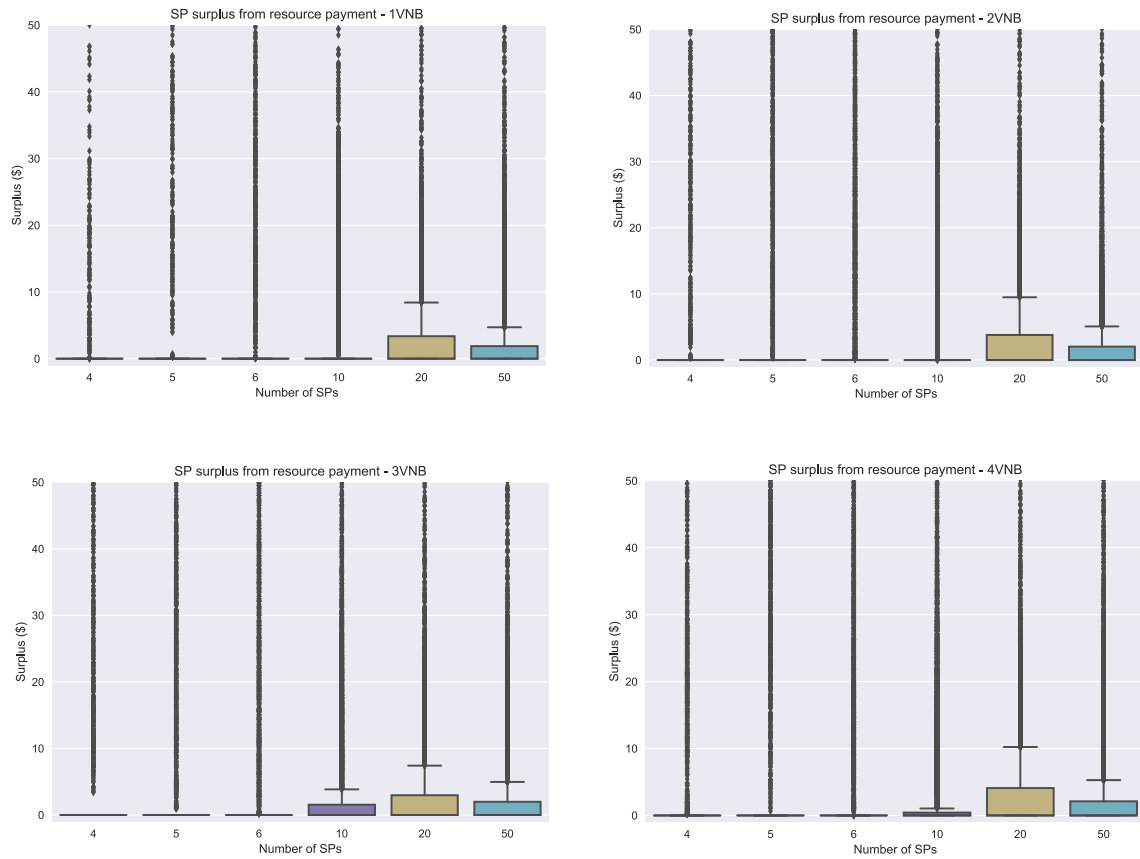 SP surplus from resource payment - 1VNB
50
40
30
20
10
0
Surplus ($)
4 5 6 10 20 50
Number of SPs
SP surplus from resource payment - 2VNB
50
40
30
20
10
0
Surplus ($)
4 5 6 10 20 50
Number of SPs
SP surplus from resource payment - 3VNB
50
40
30
20
10
0
Surplus ($)
4 5 6 10 20 50
Number of SPs
SP surplus from resource payment - 4VNB
50
40
30
20
10
0
Surplus ($)
4 5 6 10 20 50
Number of SPs